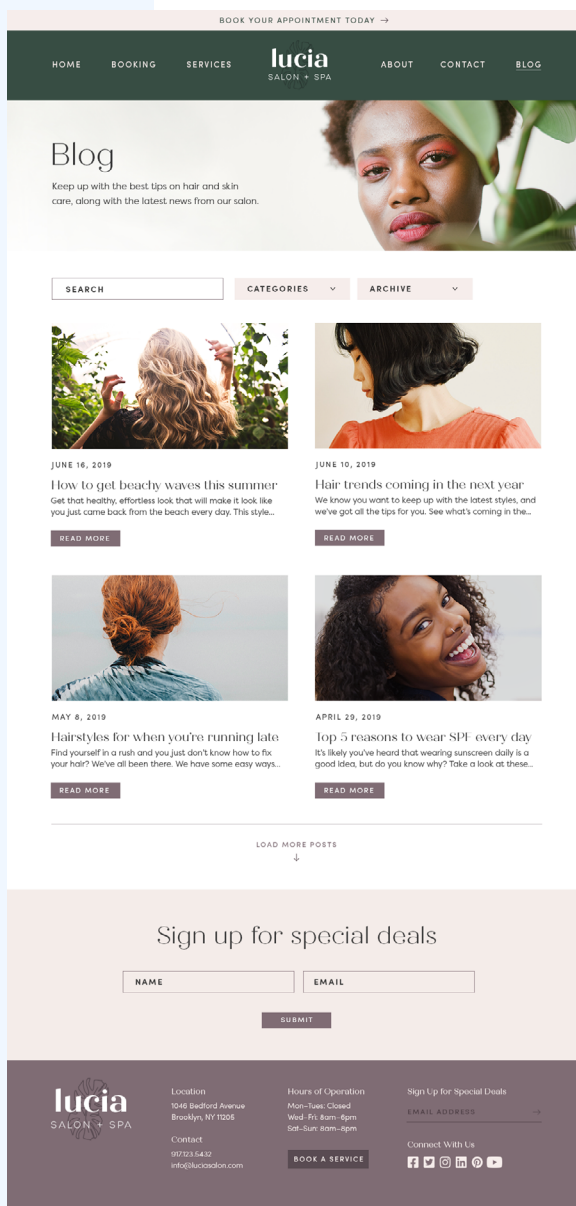 BOOK YOUR APPOINTMENT TODAY →
HOME
BOOKING
SERVICES
lucia
SALON + SPA
ABOUT
CONTACT
BLOG
Blog
Keep up with the best tips on hair and skin
care, along with the latest news from our salon.
SEARCH
CATEGORIES
ARCHIVE
JUNE 16, 2019
How to get beachy waves this summer
Get that healthy, effortless look that will make it look like
you just came back from the beach every day. This style...
READ MORE
JUNE 10, 2019
Hair trends coming in the next year
We know you want to keep up with the latest styles, and
we've got all the tips for you. See what's coming in the...
READ MORE
MAY 8, 2019
Hairstyles for when you're running late
Find yourself in a rush and you just don't know how to fix
your hair? We've all been there. We have some easy ways...
READ MORE
APRIL 29, 2019
Top 5 reasons to wear SPF every day
It's likely you've heard that wearing sunscreen daily is a
good idea, but do you know why? Take a look at these...
READ MORE
LOAD MORE POSTS
↓
Sign up for special deals
NAME
EMAIL
SUBMIT
lucia
SALON + SPA
Location
1046 Bedford Avenue
Brooklyn, NY 11205
Contact
917.123.5432
info@luciasalon.com
Hours of Operation
Mon–Tues: Closed
Wed–Fri: 8am–6pm
Sat–Sun: 8am–8pm
BOOK A SERVICE
Sign Up for Special Deals
EMAIL ADDRESS →
Connect With Us